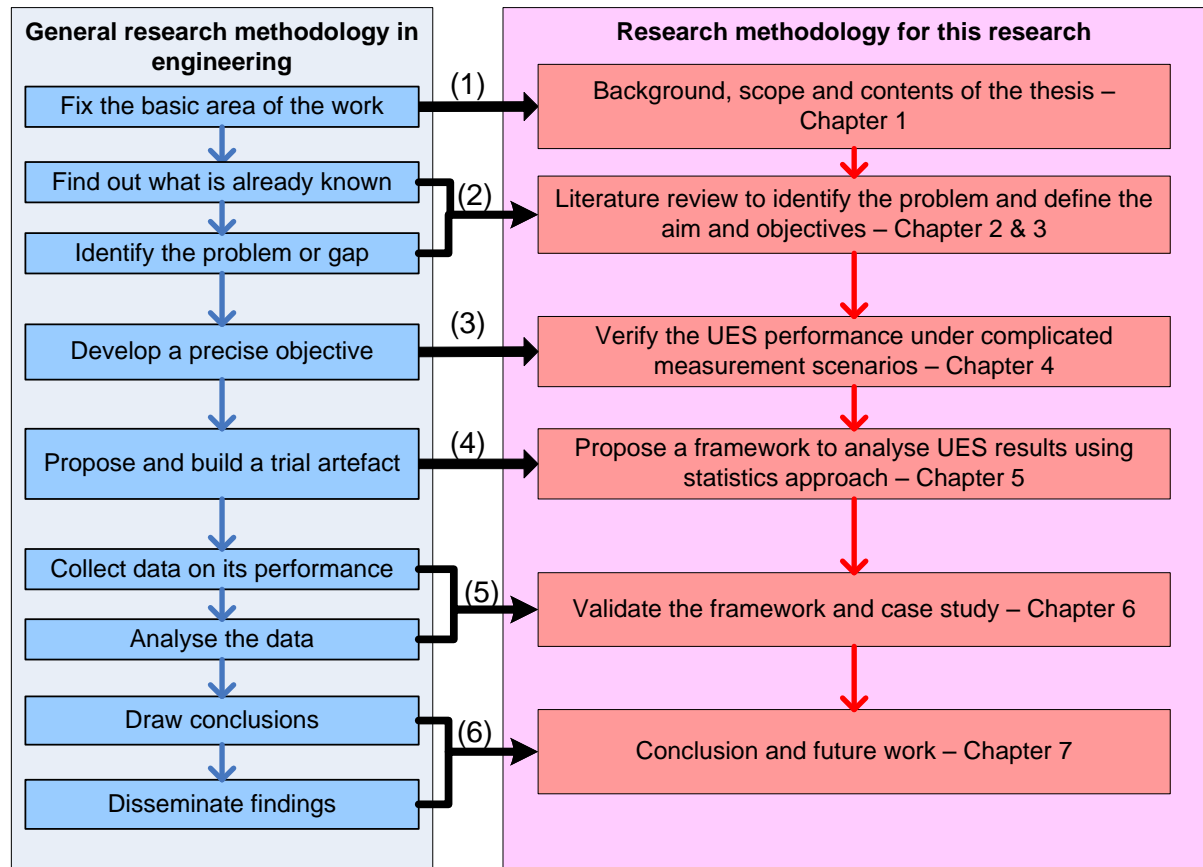 General research methodology in
engineering
Fix the basic area of the work
Find out what is already known
Identify the problem or gap
Develop a precise objective
Propose and build a trial artefact
Collect data on its performance
Analyse the data
Draw conclusions
Disseminate findings
(1)
(2)
(3)
(4)
(5)
(6)
Research methodology for this research
Background, scope and contents of the thesis –
Chapter 1
Literature review to identify the problem and define the
aim and objectives – Chapter 2 & 3
Verify the UES performance under complicated
measurement scenarios – Chapter 4
Propose a framework to analyse UES results using
statistics approach – Chapter 5
Validate the framework and case study – Chapter 6
Conclusion and future work – Chapter 7